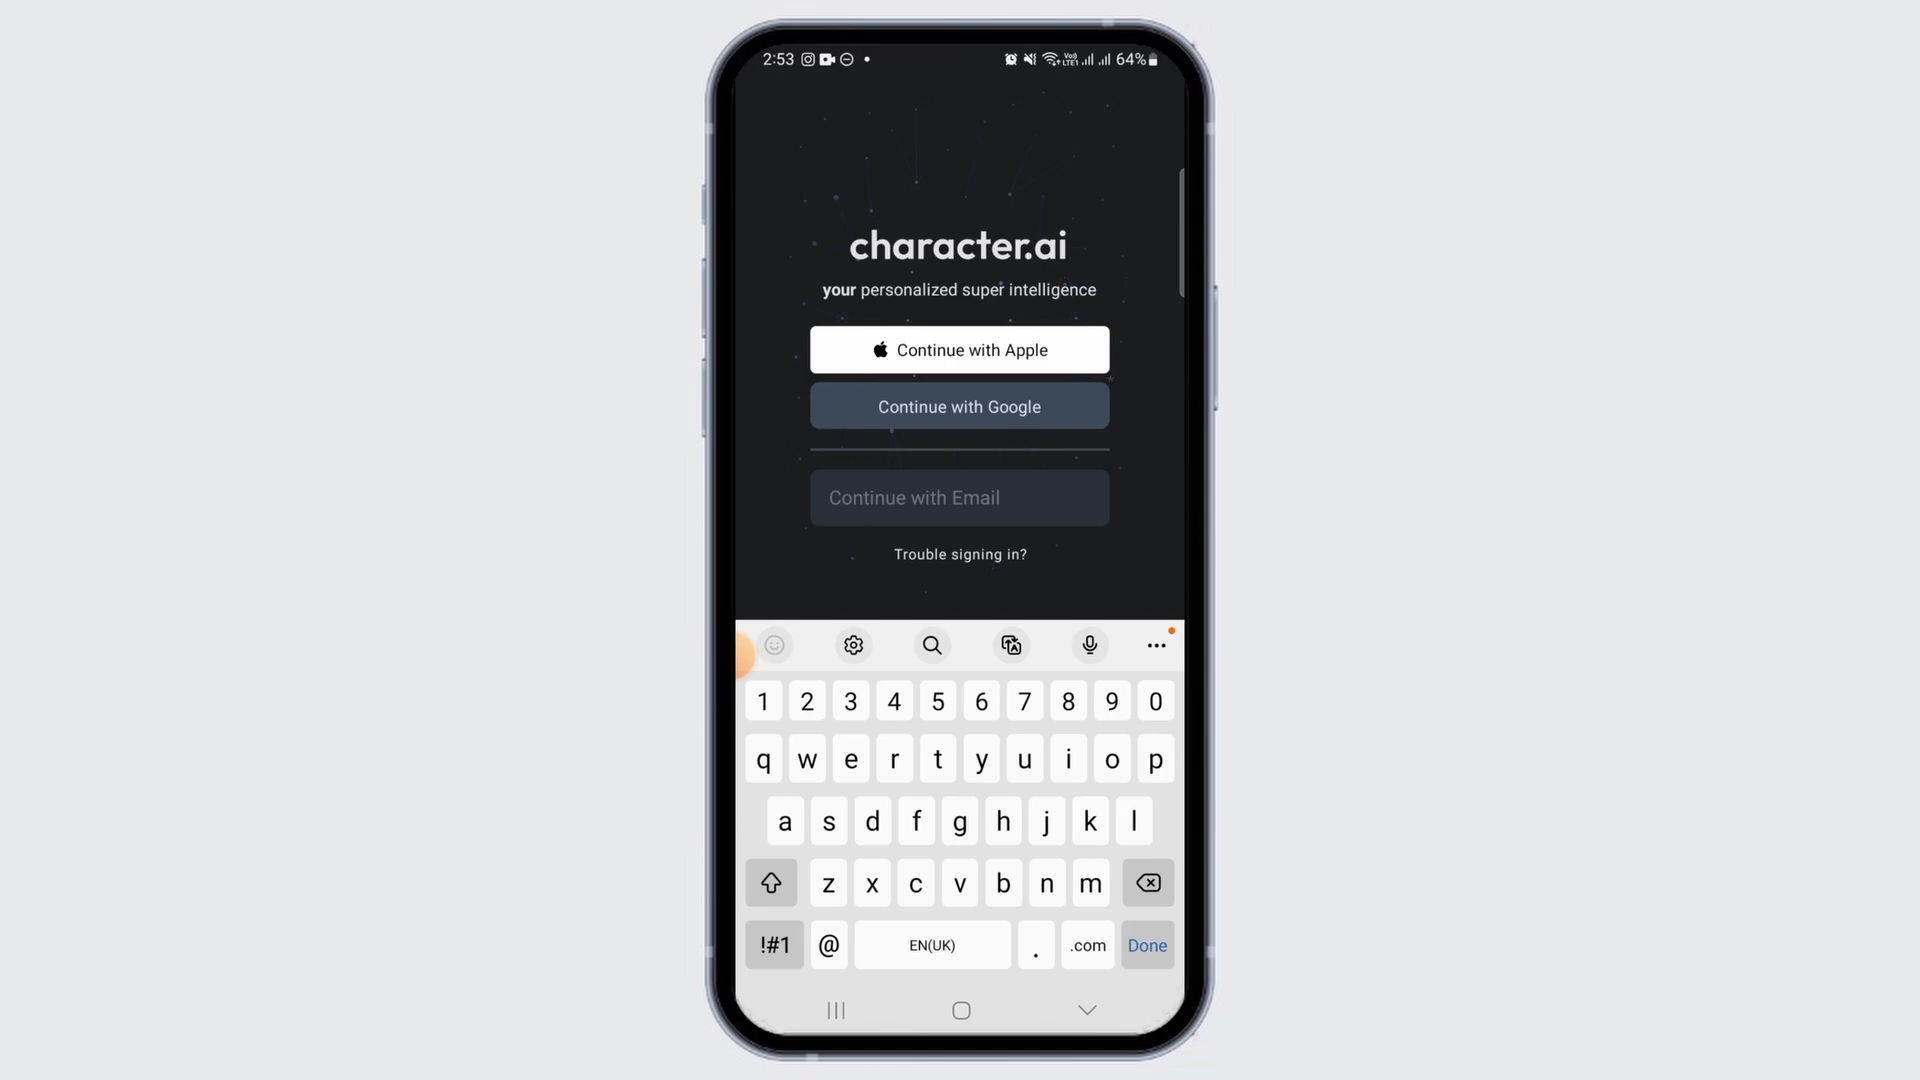 2:53 64%
character.ai
your personalized super intelligence
Continue with Apple
Continue with Google
Continue with Email
Trouble signing in?
1 2 3 4 5 6 7 8 9 0
q w e r t y u i o p
a s d f g h j k l
z x c v b n m
!#1 @ EN(UK) . .com Done